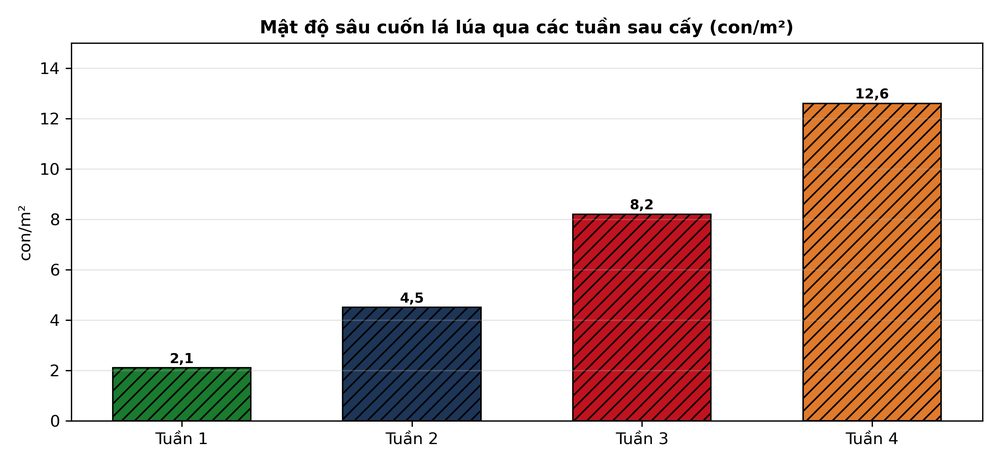 Mật độ sâu cuốn lá lúa qua các tuần sau cấy (con/m²)
con/m²
14
12
10
8
6
4
2
0
2,1
4,5
8,2
12,6
Tuần 1
Tuần 2
Tuần 3
Tuần 4